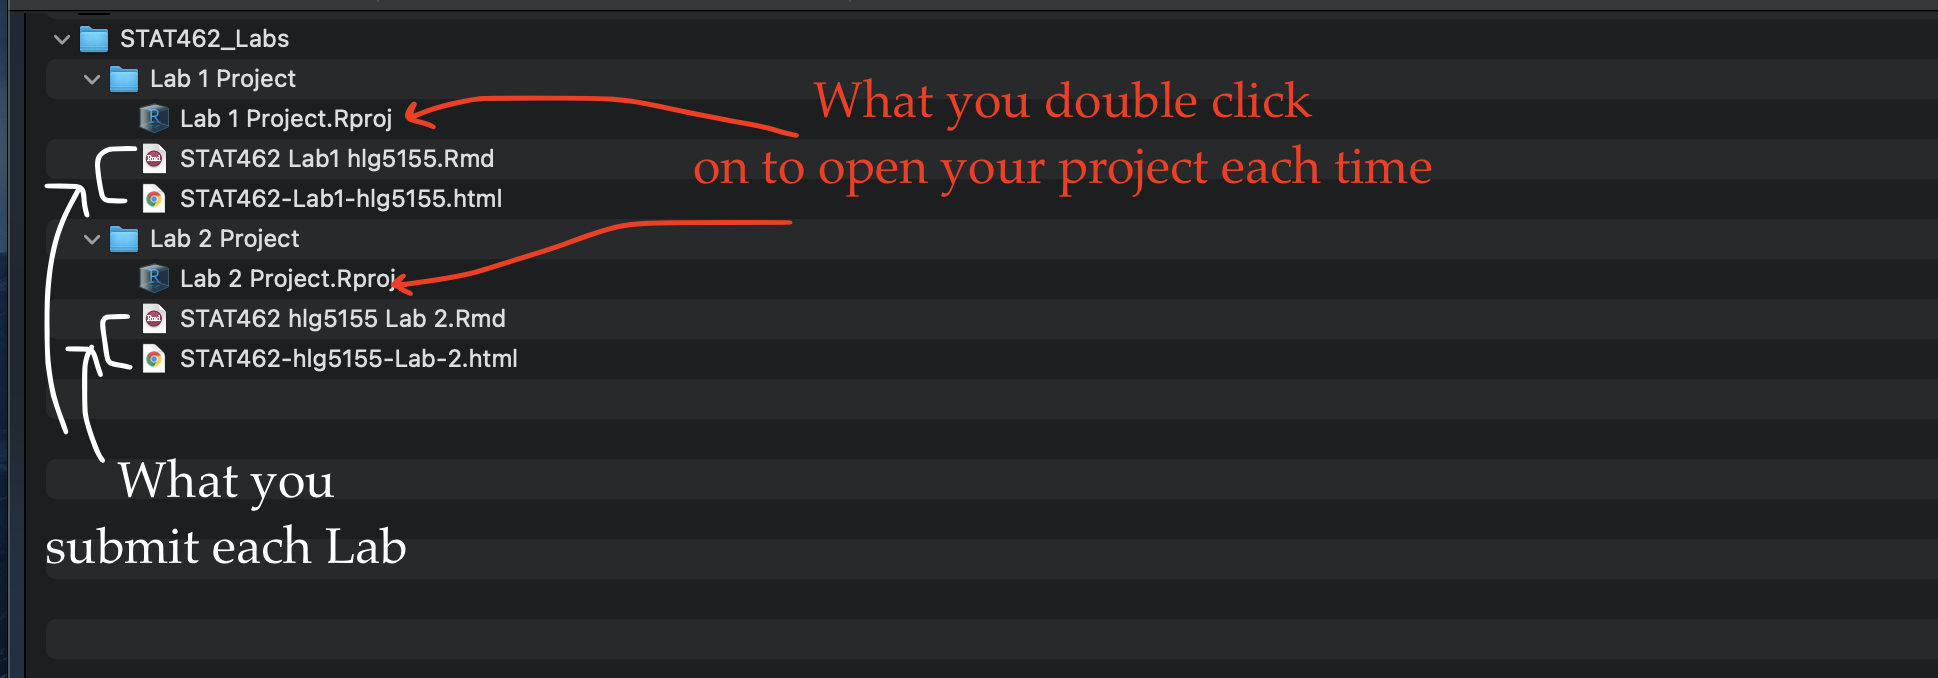 STAT462_Labs
Lab 1 Project
Lab 1 Project.Rproj
STAT462 Lab1 hlg5155.Rmd
STAT462-Lab1-hlg5155.html
Lab 2 Project
Lab 2 Project.Rproj
STAT462 hlg5155 Lab 2.Rmd
STAT462-hlg5155-Lab-2.html
What you double click
on to open your project each time
What you
submit each Lab